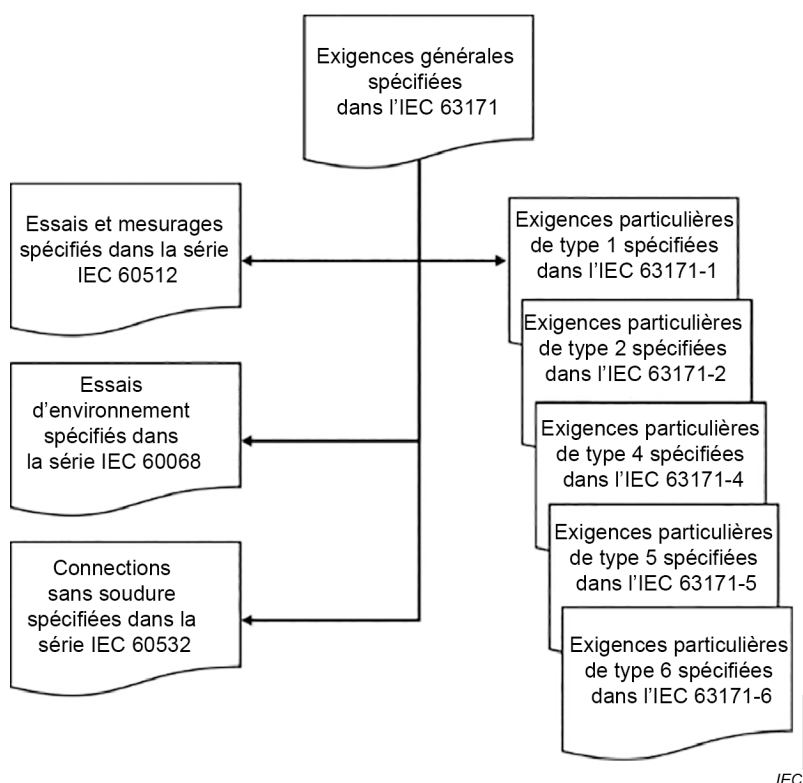 Exigences générales
spécifiées
dans l'IEC 63171
Essais et mesurages
spécifiés dans la série
IEC 60512
Essais
d'environnement
spécifiés dans
la série IEC 60068
Connections
sans soudure
spécifiées dans la
série IEC 60532
Exigences particulières
de type 1 spécifiées
dans l'IEC 63171-1
Exigences particulières
de type 2 spécifiées
dans l'IEC 63171-2
Exigences particulières
de type 4 spécifiées
dans l'IEC 63171-4
Exigences particulières
de type 5 spécifiées
dans l'IEC 63171-5
Exigences particulières
de type 6 spécifiées
dans l'IEC 63171-6
IEC